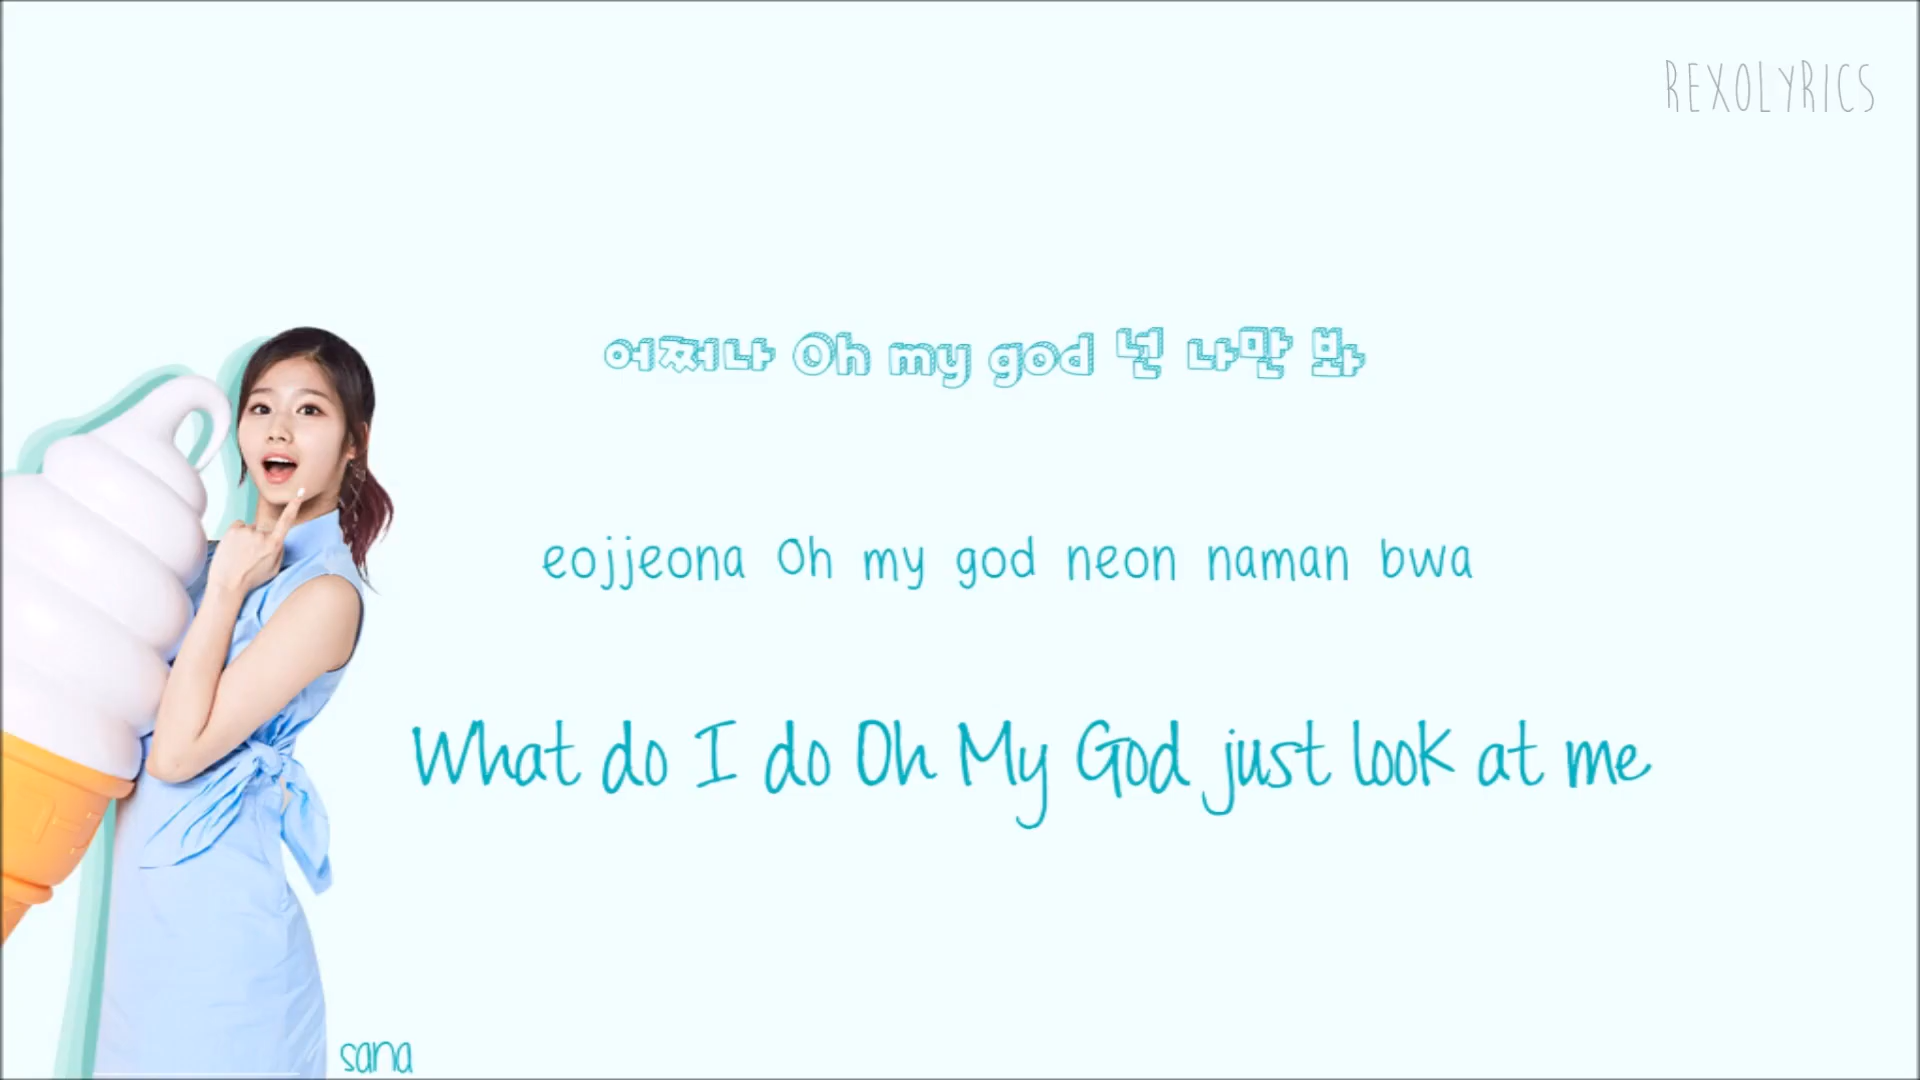 REXOLYRICS
어쩌나 Oh my god 넌 나만 봐
eojjeona Oh my god neon naman bwa
What do I do Oh My God just look at me
sana